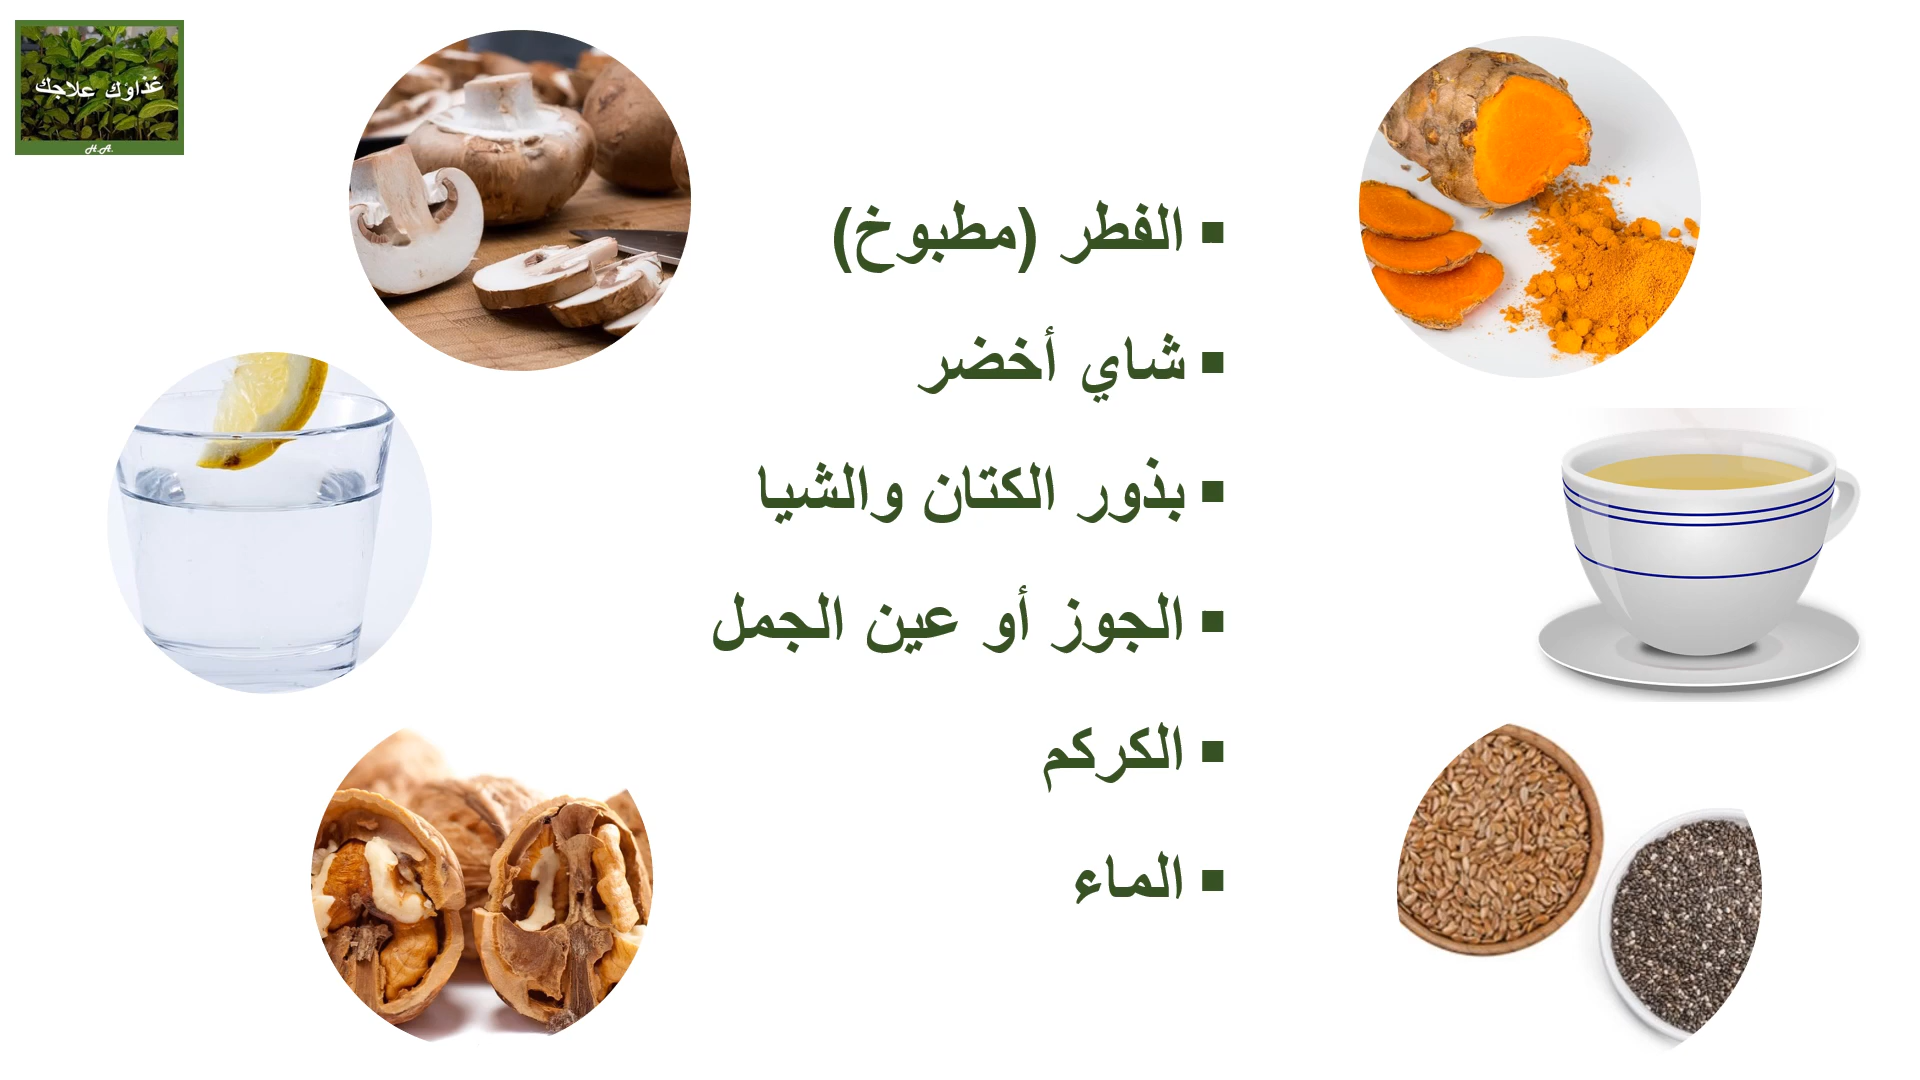 غذاؤك علاجك
H.A.
▪ الفطر (مطبوخ)
▪ شاي أخضر
▪ بذور الكتان والشيا
▪ الجوز أو عين الجمل
▪ الكركم
▪ الماء